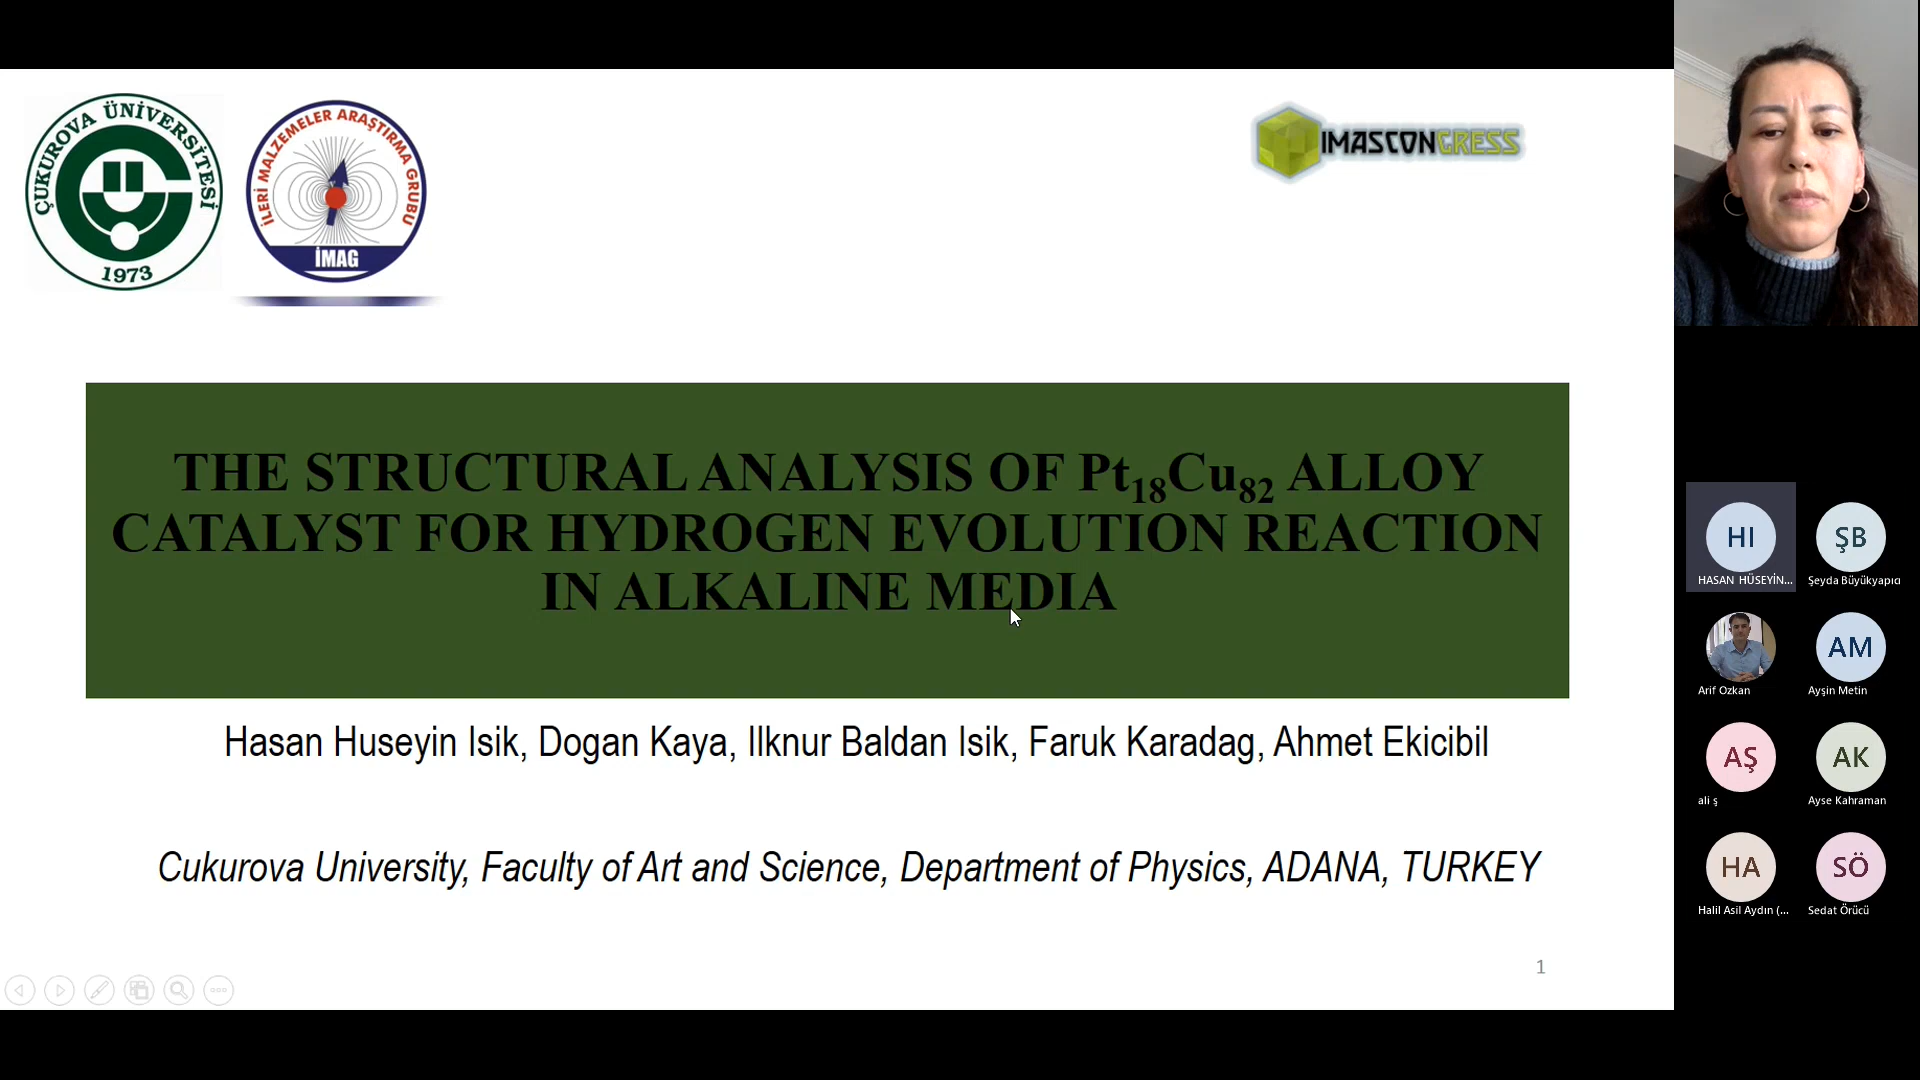 ÇUKUROVA ÜNİVERSİTESİ
1973
İLERİ MALZEMELER ARAŞTIRMA GRUBU
İMAG
IMASCONGRESS
THE STRUCTURAL ANALYSIS OF Pt₁₈Cu₈₂ ALLOY
CATALYST FOR HYDROGEN EVOLUTION REACTION
IN ALKALINE MEDIA
Hasan Huseyin Isik, Dogan Kaya, Ilknur Baldan Isik, Faruk Karadag, Ahmet Ekicibil
Cukurova University, Faculty of Art and Science, Department of Physics, ADANA, TURKEY
1
HI
HASAN HÜSEYİN...
ŞB
Şeyda Büyükyapıcı
Arif Ozkan
AM
Ayşin Metin
AŞ
ali ş
AK
Ayse Kahraman
HA
Halil Asil Aydın (...
SÖ
Sedat Örücü